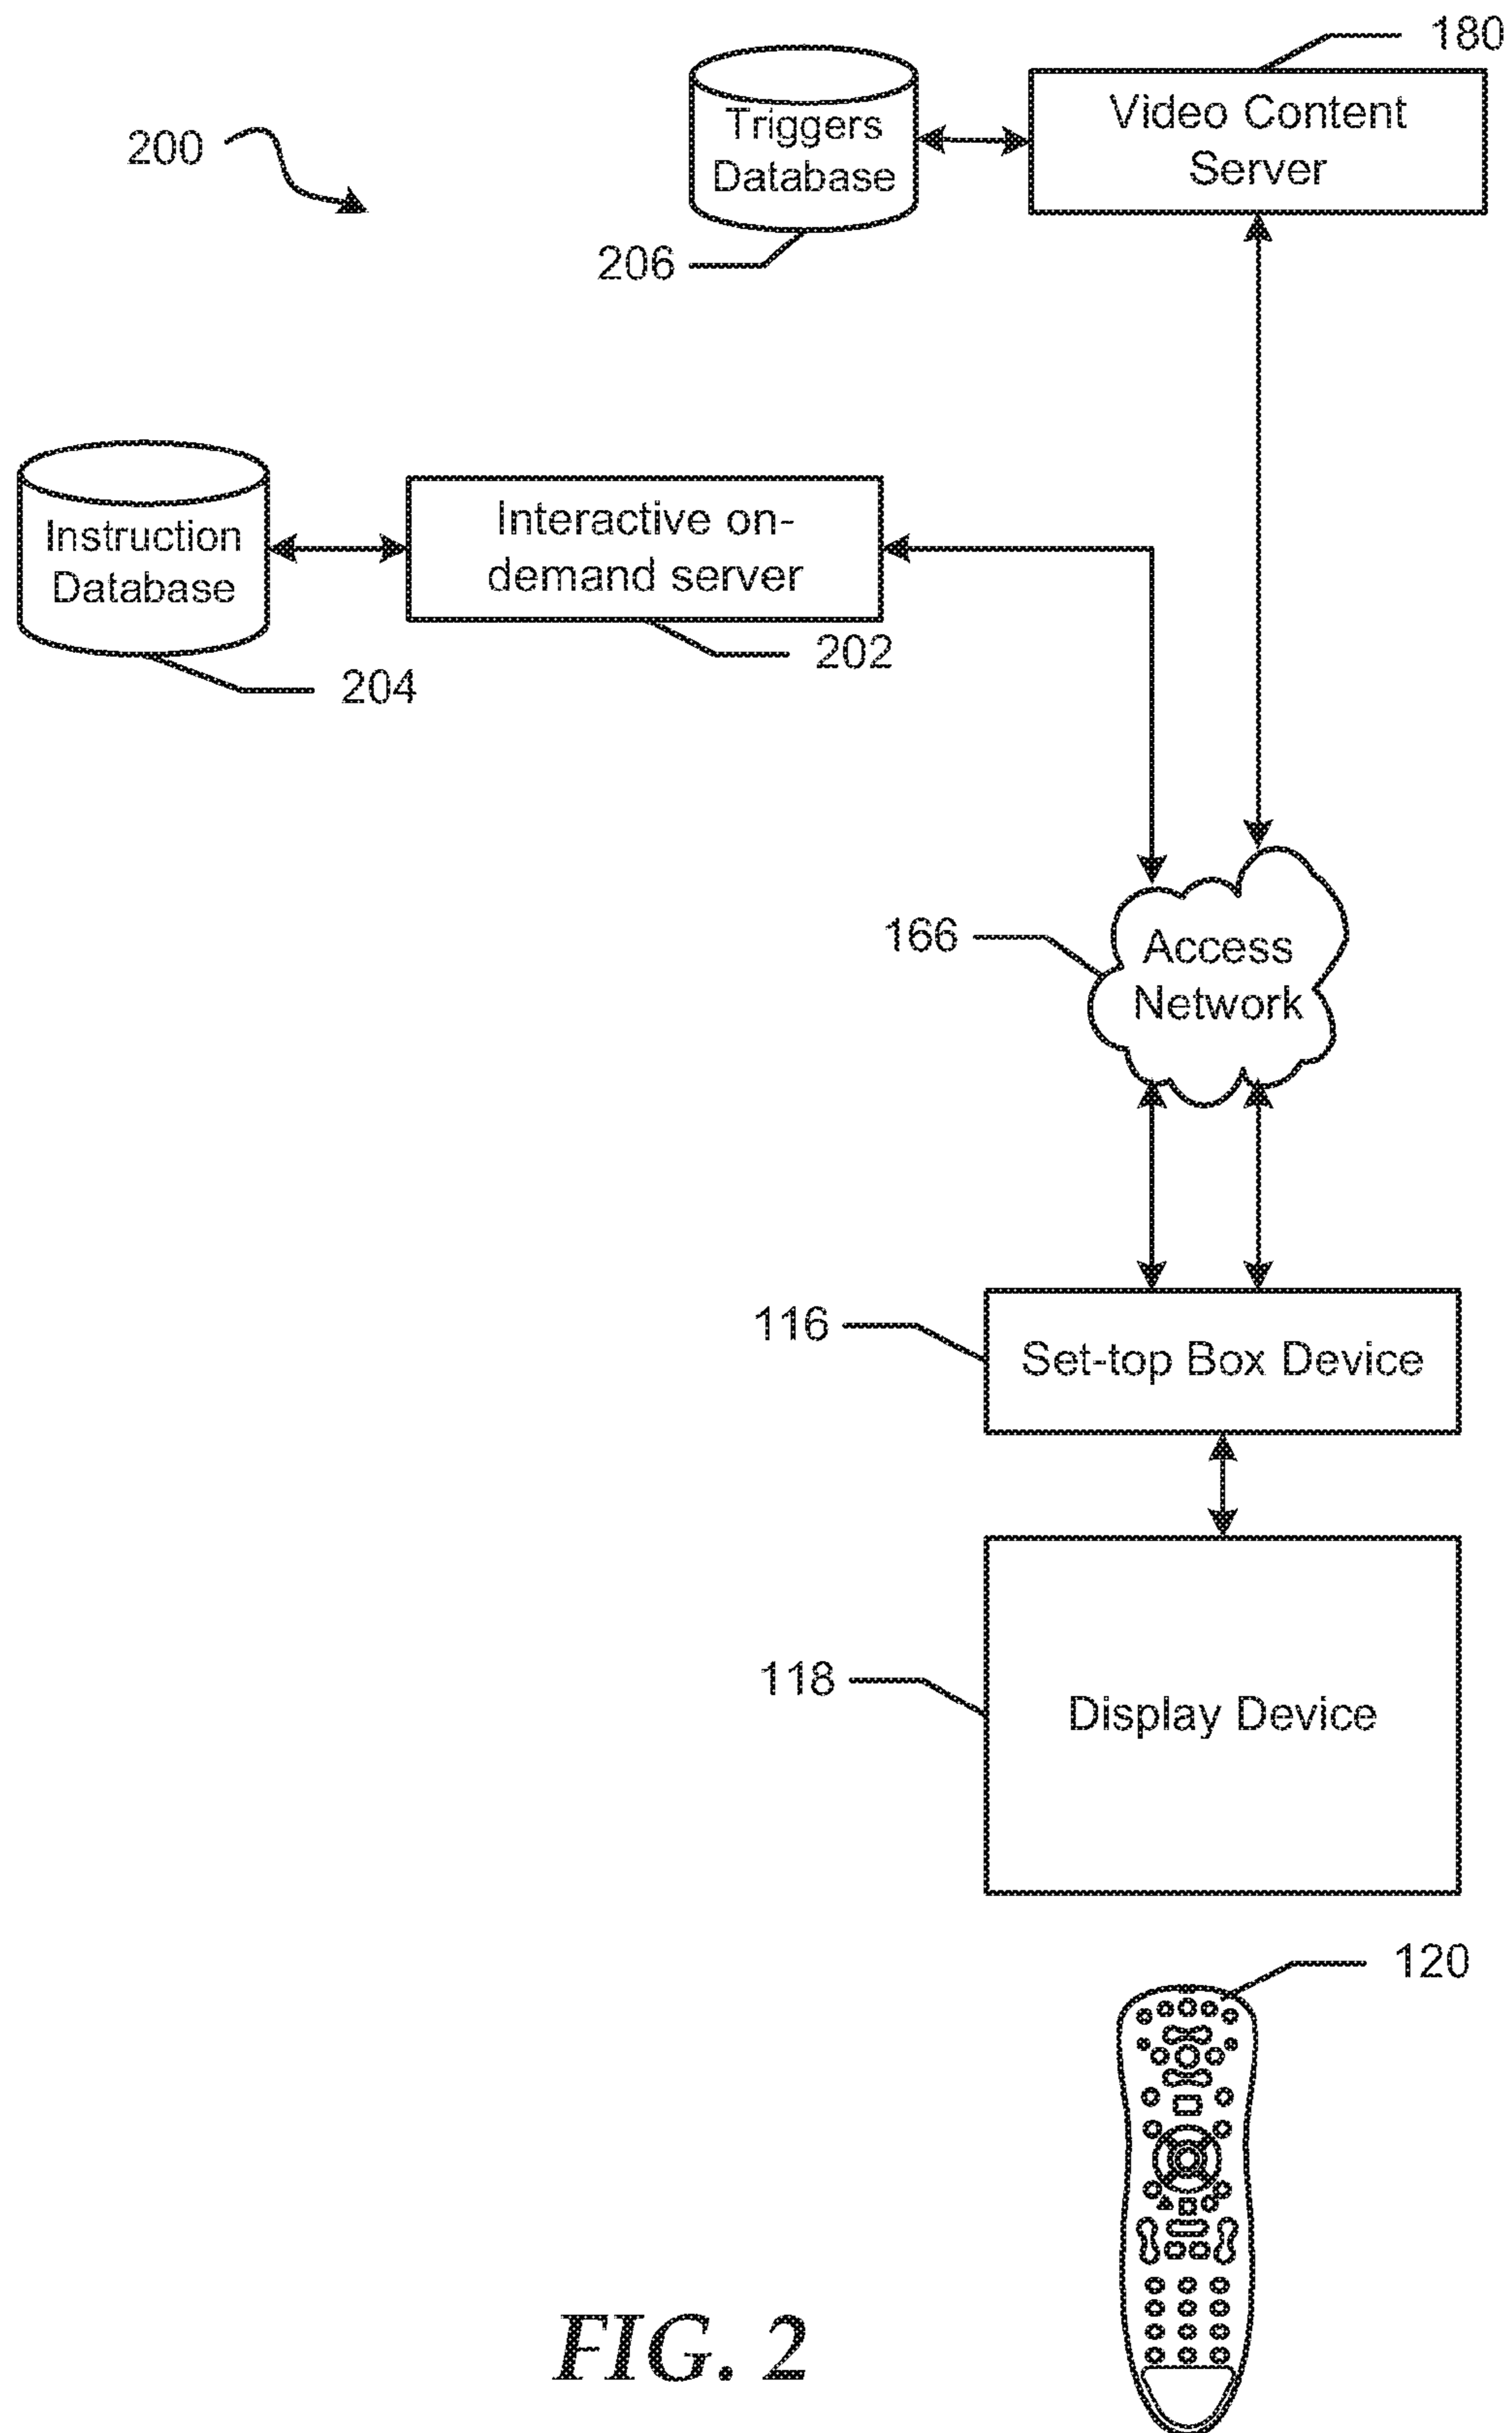 180
Triggers
Database
Video Content
Server
200
206
Instruction
Database
Interactive on-
demand server
202
204
166
Access
Network
116
Set-top Box Device
118
Display Device
120
FIG. 2